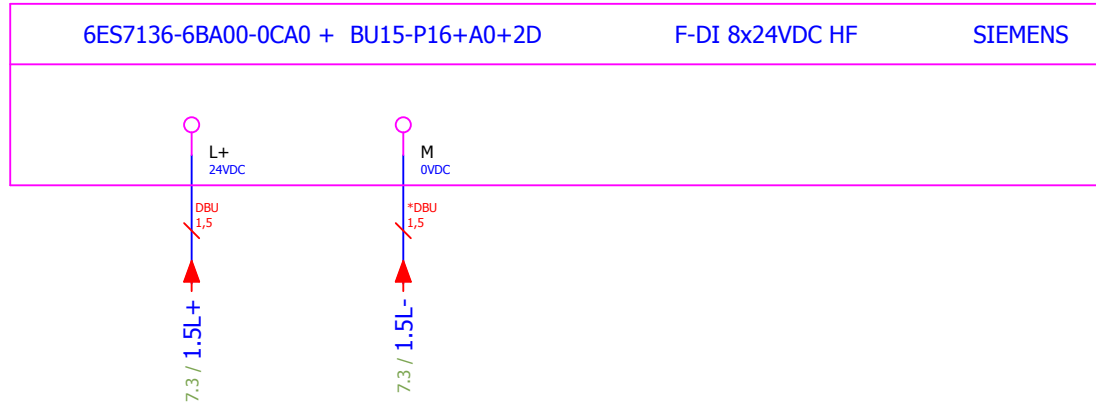 6ES7136-6BA00-0CA0 + BU15-P16+A0+2D F-DI 8x24VDC HF SIEMENS
L+ M
24VDC 0VDC
DBU *DBU
1,5 1,5
7.3 / 1.5L+
7.3 / 1.5L-